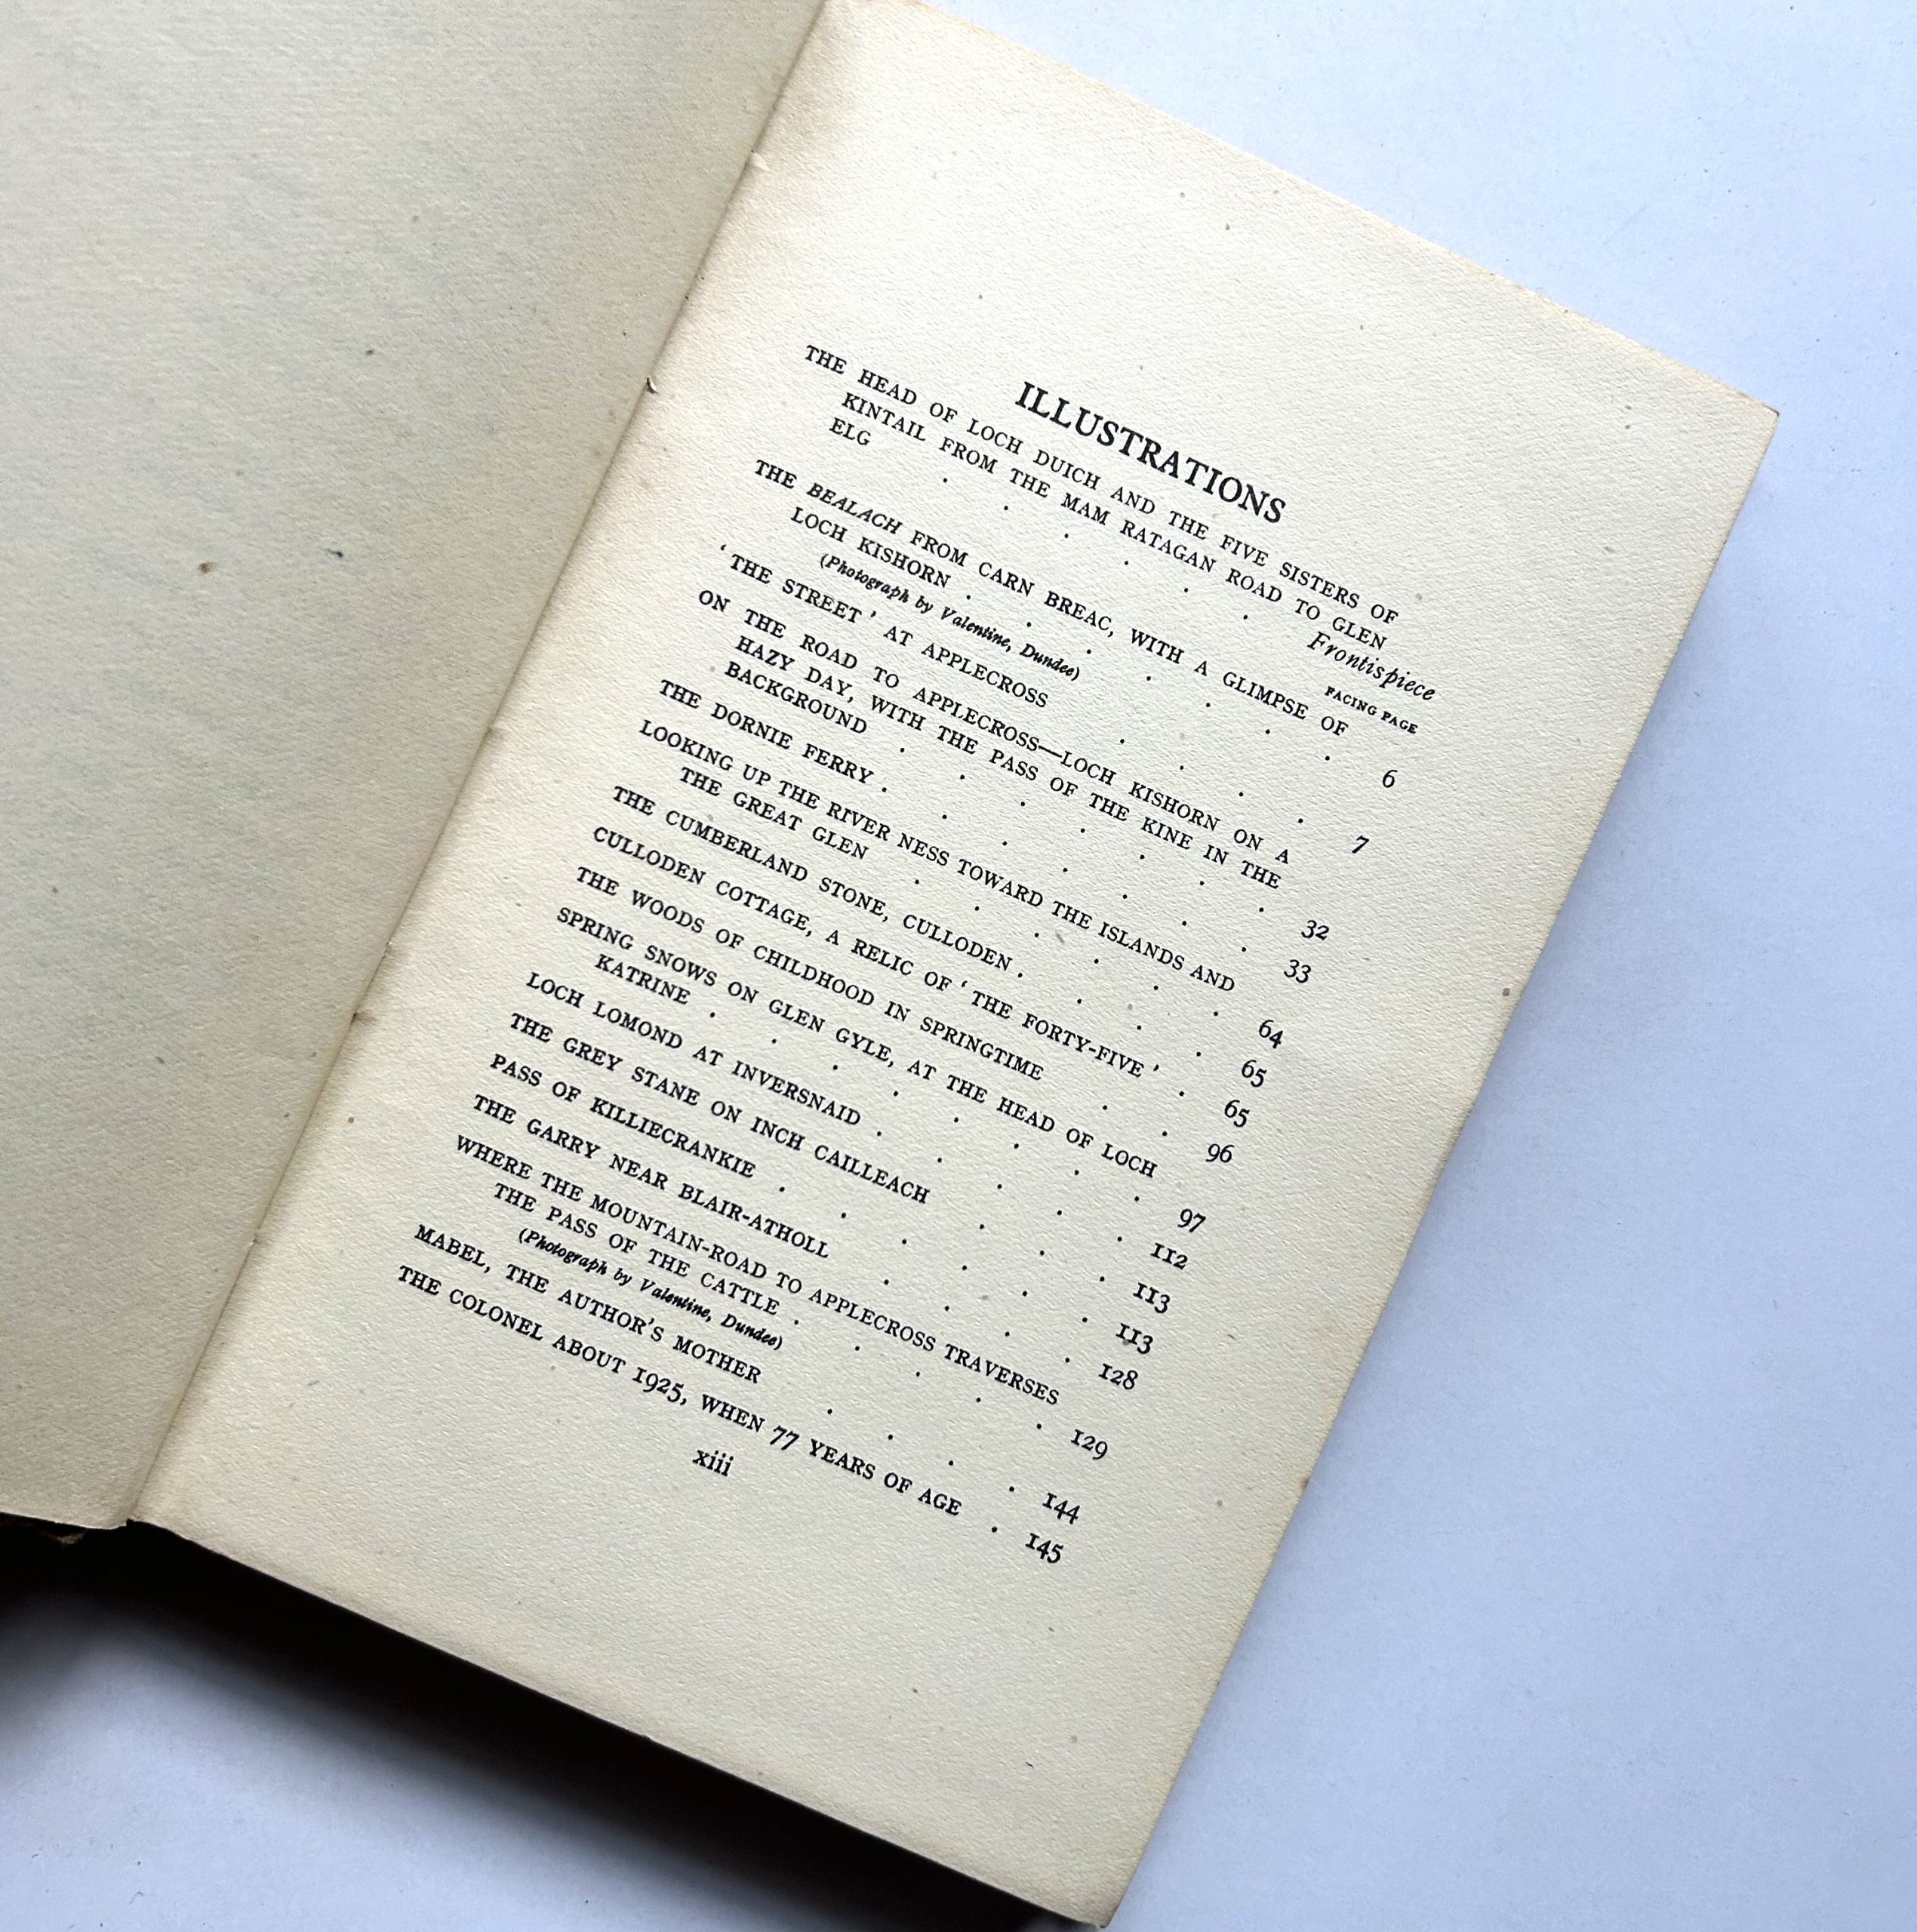 ILLUSTRATIONS
THE HEAD OF LOCH DUICH AND THE FIVE SISTERS OF
KINTAIL FROM THE MAM RATAGAN ROAD TO GLEN
ELG . . . . . . Frontispiece
FACING PAGE
THE BEALACH FROM CARN BREAC, WITH A GLIMPSE OF
LOCH KISHORN . . . . . . . 6
(Photograph by Valentine, Dundee)
'THE STREET' AT APPLECROSS . . . . 7
ON THE ROAD TO APPLECROSS—LOCH KISHORN ON A
HAZY DAY, WITH THE PASS OF THE KINE IN THE
BACKGROUND . . . . . . . 32
THE DORNIE FERRY . . . . . . . 33
LOOKING UP THE RIVER NESS TOWARD THE ISLANDS AND
THE GREAT GLEN . . . . . . 64
THE CUMBERLAND STONE, CULLODEN . . . . 65
CULLODEN COTTAGE, A RELIC OF 'THE FORTY-FIVE' . 65
THE WOODS OF CHILDHOOD IN SPRINGTIME . . 96
SPRING SNOWS ON GLEN GYLE, AT THE HEAD OF LOCH
KATRINE . . . . . . . . 97
LOCH LOMOND AT INVERSNAID . . . . . 112
THE GREY STANE ON INCH CAILLEACH . . . 113
PASS OF KILLIECRANKIE . . . . . . 113
THE GARRY NEAR BLAIR-ATHOLL . . . . 128
WHERE THE MOUNTAIN-ROAD TO APPLECROSS TRAVERSES
THE PASS OF THE CATTLE . . . . . 129
(Photograph by Valentine, Dundee)
MABEL, THE AUTHOR'S MOTHER . . . . 144
THE COLONEL ABOUT 1925, WHEN 77 YEARS OF AGE . 145
xiii